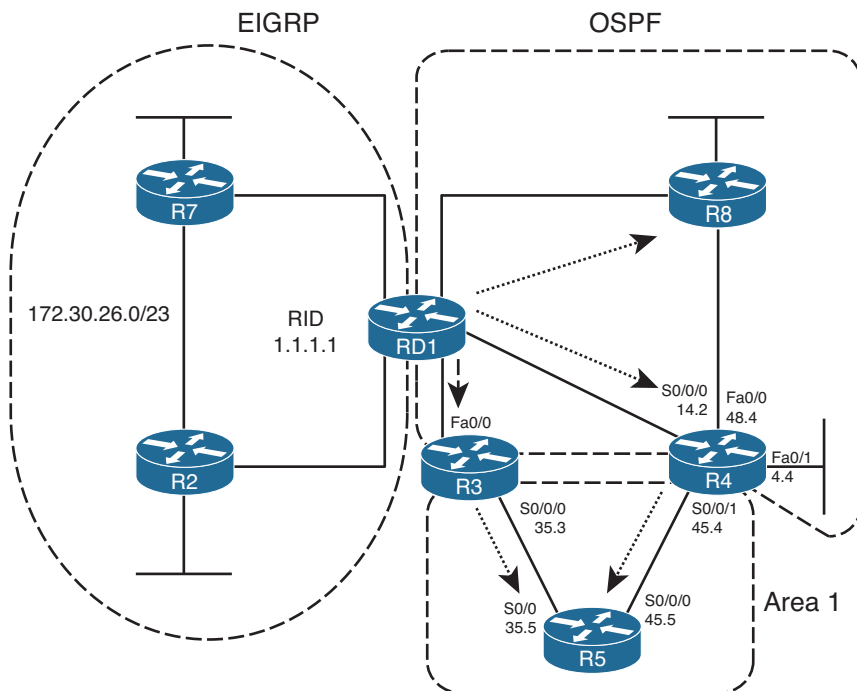 EIGRP
OSPF
R7
R8
172.30.26.0/23
RID
1.1.1.1
RD1
S0/0/0
14.2
Fa0/0
48.4
Fa0/0
Fa0/1
4.4
R2
R3
R4
S0/0/0
35.3
S0/0/1
45.4
S0/0
35.5
S0/0/0
45.5
R5
Area 1